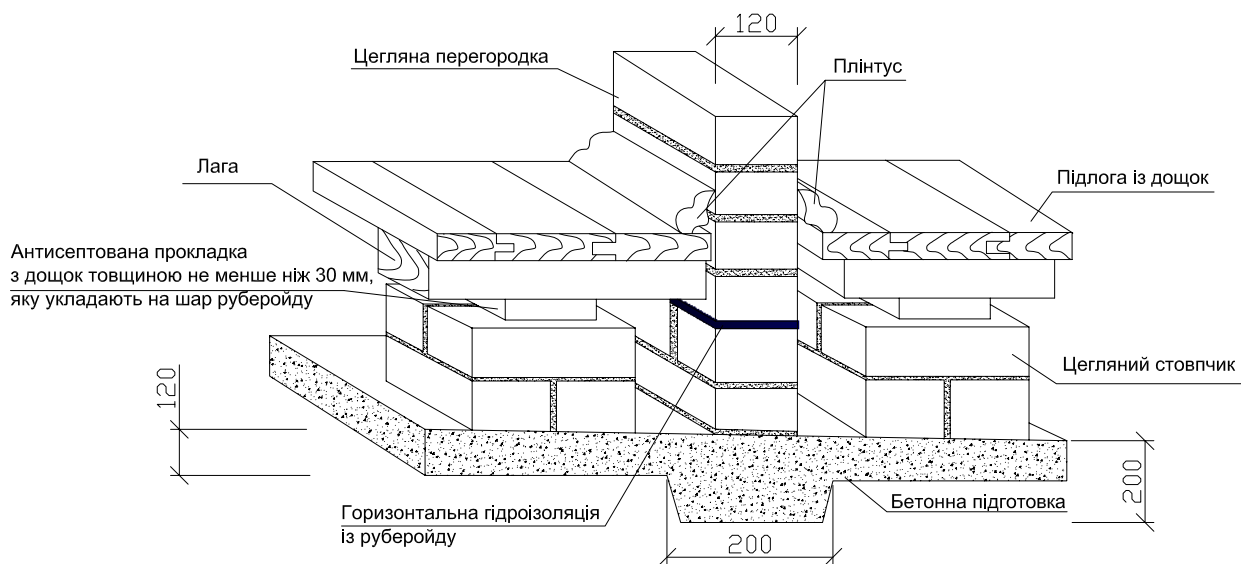 120
Цегляна перегородка
Плінтус
Лага
Підлога із дощок
Антисептована прокладка
з дощок товщиною не менше ніж 30 мм,
яку укладають на шар руберойду
Цегляний стовпчик
120
200
Бетонна підготовка
Горизонтальна гідроізоляція
із руберойду
200